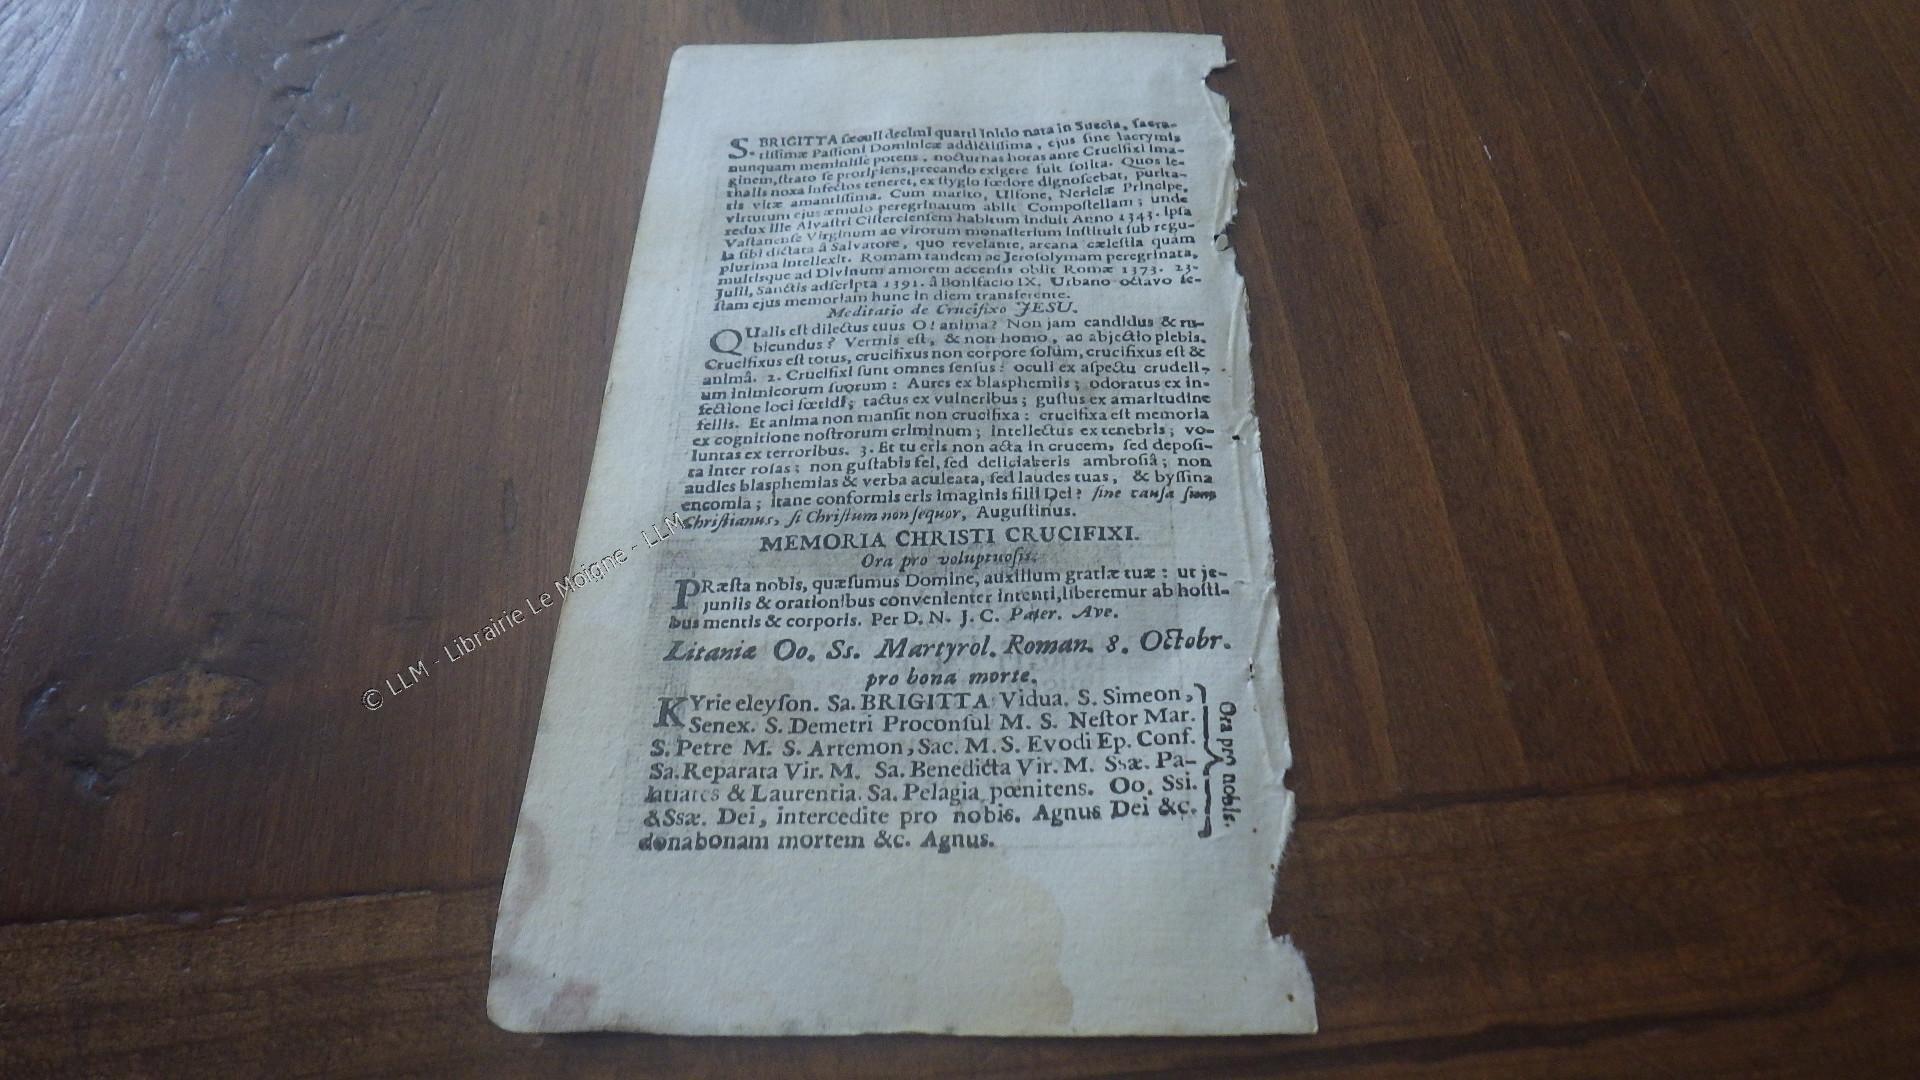 S. BRIGITTA sæculi decimi quarti initio nata in Suecia, sacra-
tissimæ Passioni Dominicæ addictissima, ejus sine lacrymis
nunquam meminisse potens, nocturnas horas ante Crucifixi ima-
ginem, strato se proripiens, precando exigere fuit solita. Quos le-
thalis noxa infectos teneret, ex stygio fœdore dignoscebat, purita-
tis vitæ amantissima. Cum marito, Ulfone, Nericiæ Principe,
virtutum ejus æmulo peregrinatum abiit Compostellam; unde
redux ille Alvastri Cisterciensem habitum induit Anno 1343. Ipsa
Vastanense Virginum ac virorum monasterium instituit sub regu-
la sibi dictata â Salvatore, quo revelante, arcana cælestia quàm
plurima intellexit. Romam tandem ac Jerosolymam peregrinata,
multisque ad Divinum amorem accensis obiit Romæ 1373. 23.
Julii, Sanctis adscripta 1391. â Bonifacio IX. Urbano octavo fe-
stam ejus memoriam hunc in diem transferente.
Meditatio de Crucifixo JESU.
QUalis est dilectus tuus O! anima? Non jam candidus & ru-
bicundus? Vermis est, & non homo, ac abjectio plebis.
Crucifixus est totus, crucifixus non corpore solùm, crucifixus est &
animâ. 2. Crucifixi sunt omnes sensus: oculi ex aspectu crudeli-
um inimicorum suorum: Aures ex blasphemiis; odoratus ex in-
fectione loci fœtidi; tactus ex vulneribus; gustus ex amaritudine
fellis. Et anima non mansit non crucifixa: crucifixa est memoria
ex cognitione nostrorum criminum; intellectus ex tenebris; vo-
luntas ex terroribus. 3. Et tu eris non acta in crucem, sed deposi-
ta inter rosas; non gustabis fel, sed deliciaberis ambrosiâ; non
audies blasphemias & verba aculeata, sed laudes tuas, & byssina
encomia; itane conformis eris imaginis filii Dei? sine causa sum
Christianus, si Christum non sequor, Augustinus.
MEMORIA CHRISTI CRUCIFIXI.
Ora pro voluptuosis.
PRæsta nobis, quæsumus Domine, auxilium gratiæ tuæ: ut je-
juniis & orationibus convenienter intenti, liberemur ab hosti-
bus mentis & corporis. Per D. N. J. C. Pater. Ave.
Litaniæ Oo. Ss. Martyrol. Roman. 8. Octobr.
pro bona morte.
KYrie eleyson. Sa. BRIGITTA Vidua. S. Simeon,
Senex. S. Demetri Proconsul M. S. Nestor Mar.
S. Petre M. S. Artemon, Sac. M. S. Evodi Ep. Conf.
Sa. Reparata Vir. M. Sa. Benedicta Vir. M. Ssæ. Pa-
latiates & Laurentia. Sa. Pelagia pœnitens. Oo. Ssi.
& Ssæ. Dei, intercedite pro nobis. Agnus Dei &c.
dona bonam mortem &c. Agnus.
Ora pro nobis.
© LLM - Librairie Le Moigne - LLM